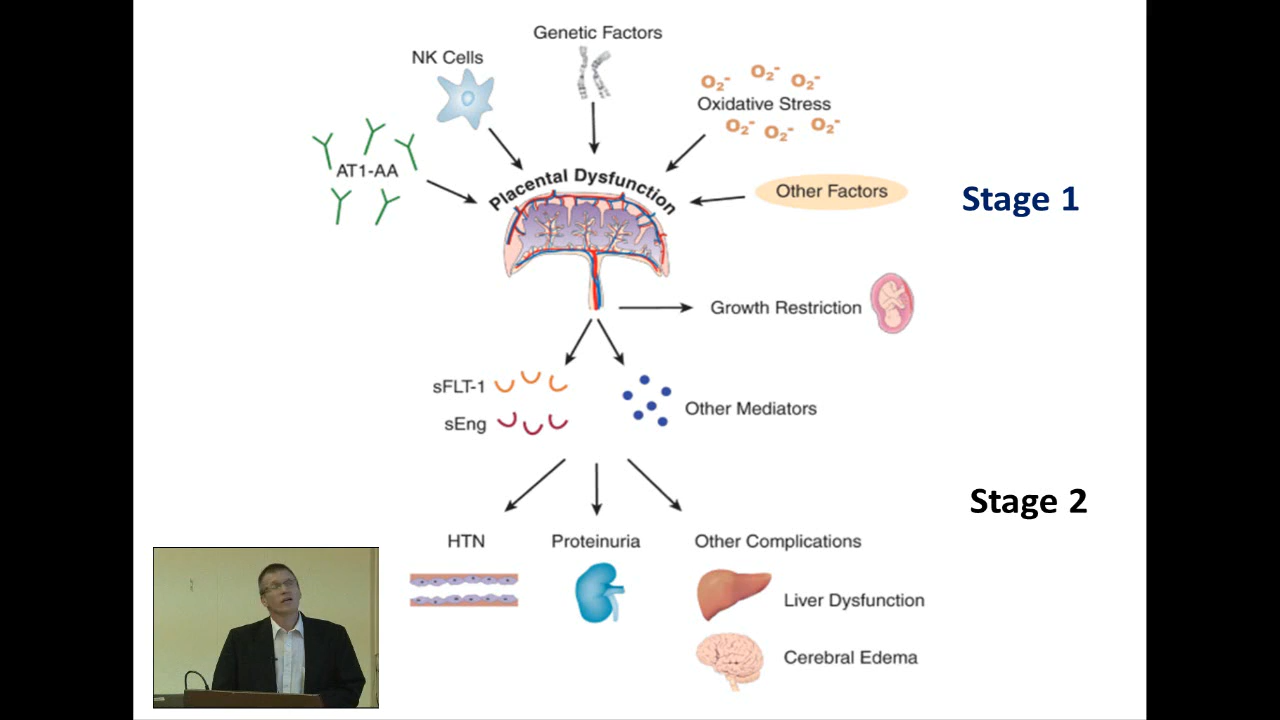 Genetic Factors
NK Cells
O₂⁻ O₂⁻ O₂⁻
Oxidative Stress
O₂⁻ O₂⁻ O₂⁻
AT1-AA
Placental Dysfunction
Other Factors
Stage 1
Growth Restriction
sFLT-1
sEng
Other Mediators
Stage 2
HTN
Proteinuria
Other Complications
Liver Dysfunction
Cerebral Edema